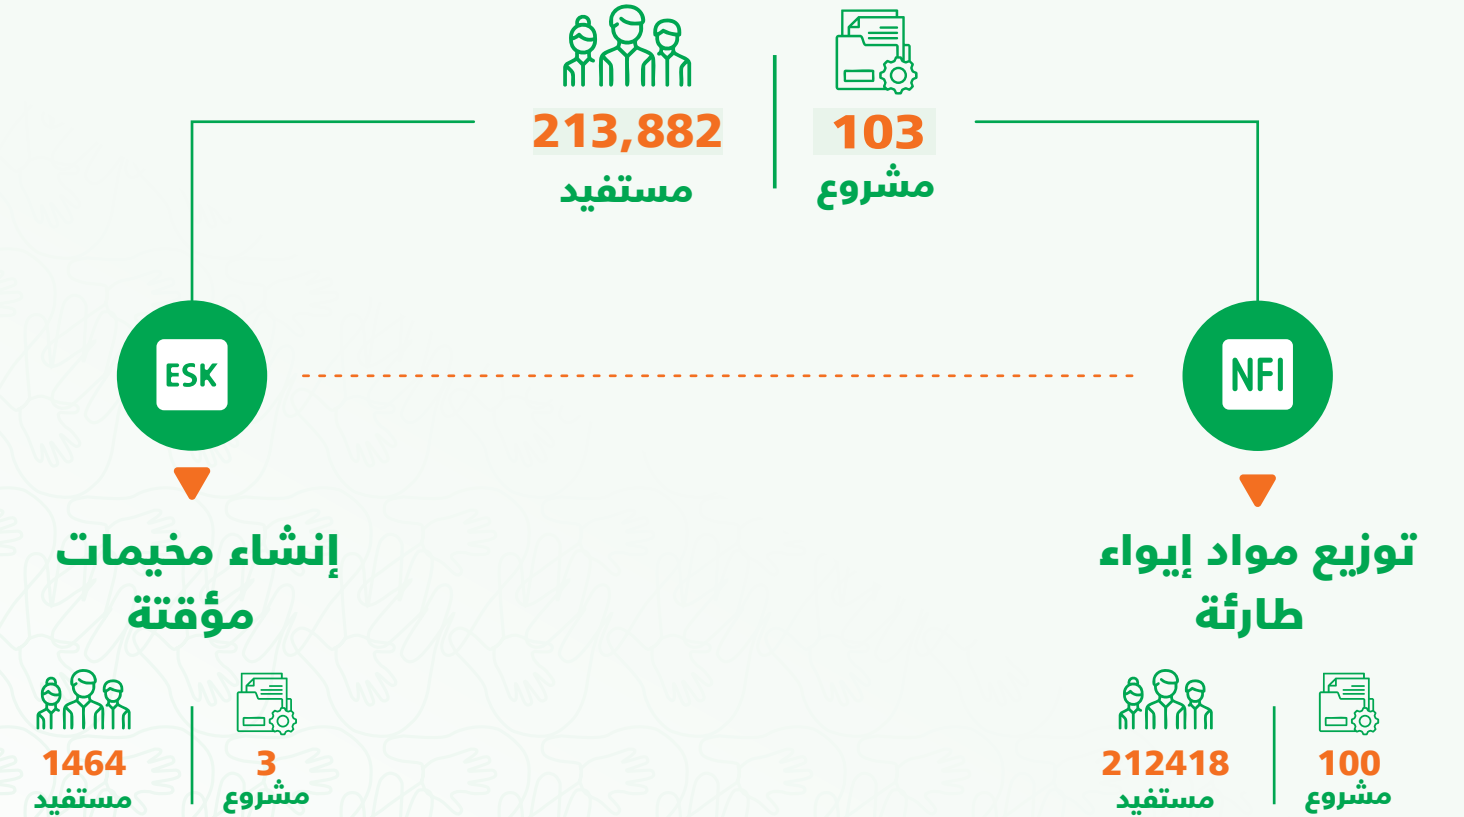 103
مشروع
213,882
مستفيد
NFI
توزيع مواد إيواء
طارئة
100
مشروع
212418
مستفيد
ESK
إنشاء مخيمات
مؤقتة
3
مشروع
1464
مستفيد